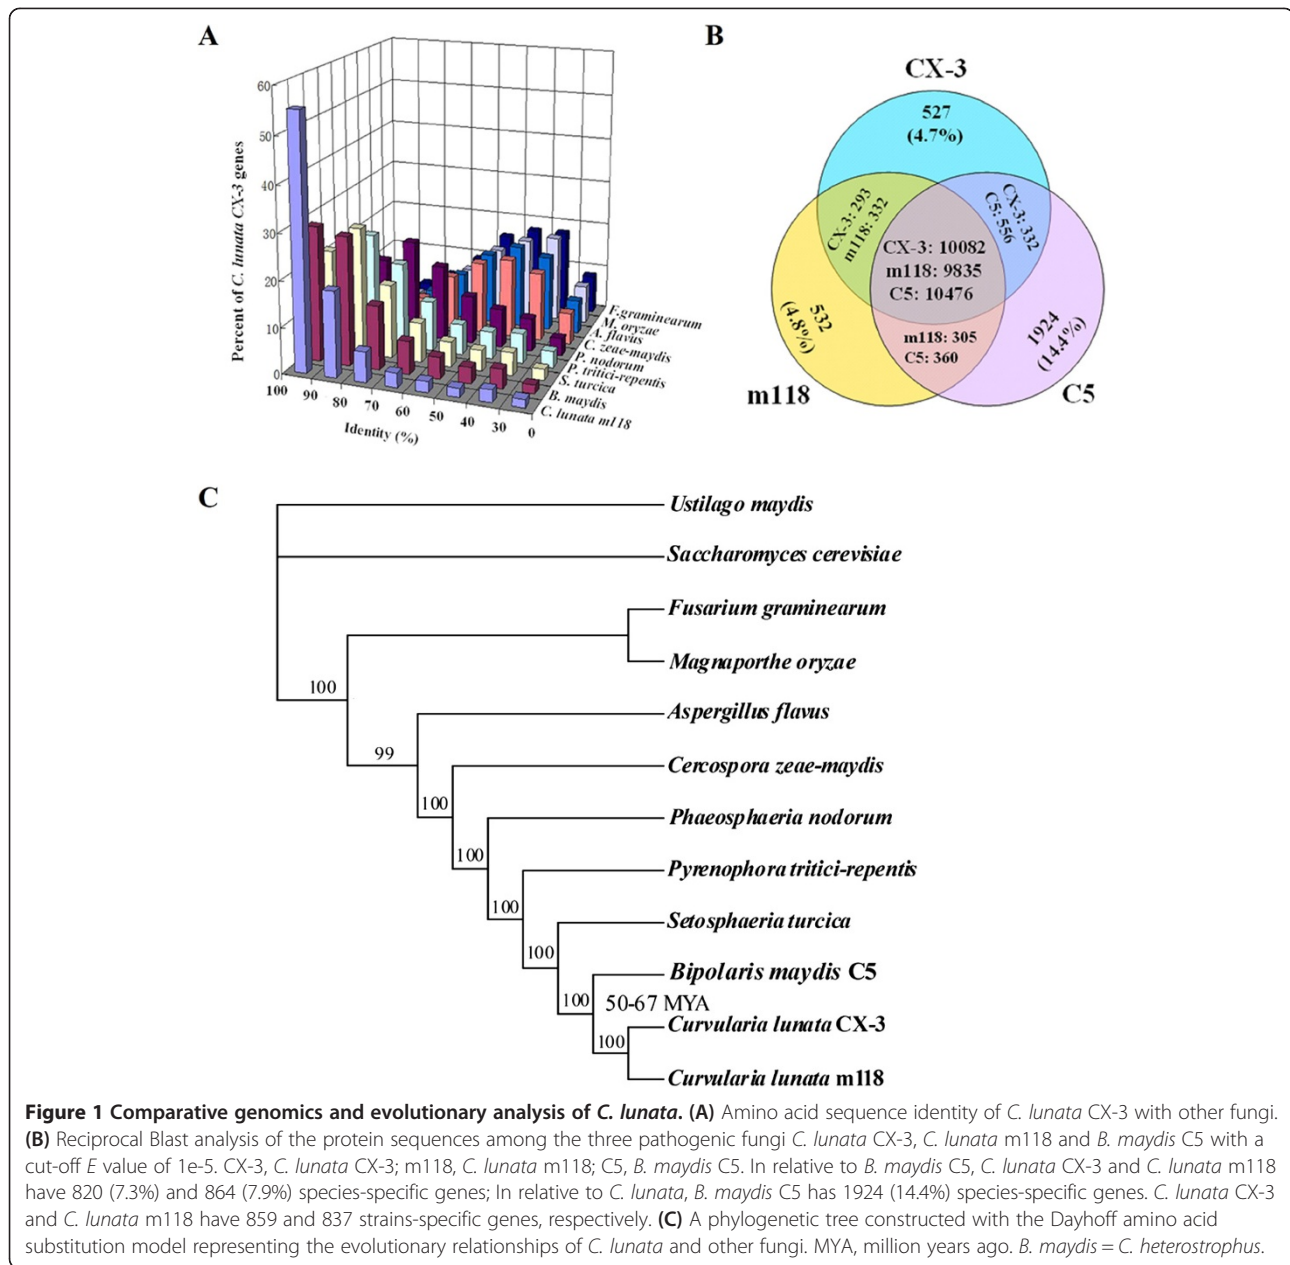 A
Percent of C. lunata CX-3 genes
60
50
40
30
20
10
0
100
90
80
70
60
50
40
30
0
Identity (%)
F.graminearum
M. oryzae
A. flavus
C. zeae-maydis
P. nodorum
P. tritici-repentis
S. turcica
B. maydis
C. lunata m118
B
CX-3
527
(4.7%)
CX-3: 293
m118: 332
CX-3: 332
C5: 556
CX-3: 10082
m118: 9835
C5: 10476
532
(4.8%)
1924
(14.4%)
m118: 305
C5: 360
m118
C5
C
Ustilago maydis
Saccharomyces cerevisiae
Fusarium graminearum
Magnaporthe oryzae
100
Aspergillus flavus
99
Cercospora zeae-maydis
100
Phaeosphaeria nodorum
100
Pyrenophora tritici-repentis
100
Setosphaeria turcica
100
Bipolaris maydis C5
100 50-67 MYA
Curvularia lunata CX-3
100
Curvularia lunata m118
Figure 1 Comparative genomics and evolutionary analysis of C. lunata. (A) Amino acid sequence identity of C. lunata CX-3 with other fungi.
(B) Reciprocal Blast analysis of the protein sequences among the three pathogenic fungi C. lunata CX-3, C. lunata m118 and B. maydis C5 with a
cut-off E value of 1e-5. CX-3, C. lunata CX-3; m118, C. lunata m118; C5, B. maydis C5. In relative to B. maydis C5, C. lunata CX-3 and C. lunata m118
have 820 (7.3%) and 864 (7.9%) species-specific genes; In relative to C. lunata, B. maydis C5 has 1924 (14.4%) species-specific genes. C. lunata CX-3
and C. lunata m118 have 859 and 837 strains-specific genes, respectively. (C) A phylogenetic tree constructed with the Dayhoff amino acid
substitution model representing the evolutionary relationships of C. lunata and other fungi. MYA, million years ago. B. maydis = C. heterostrophus.